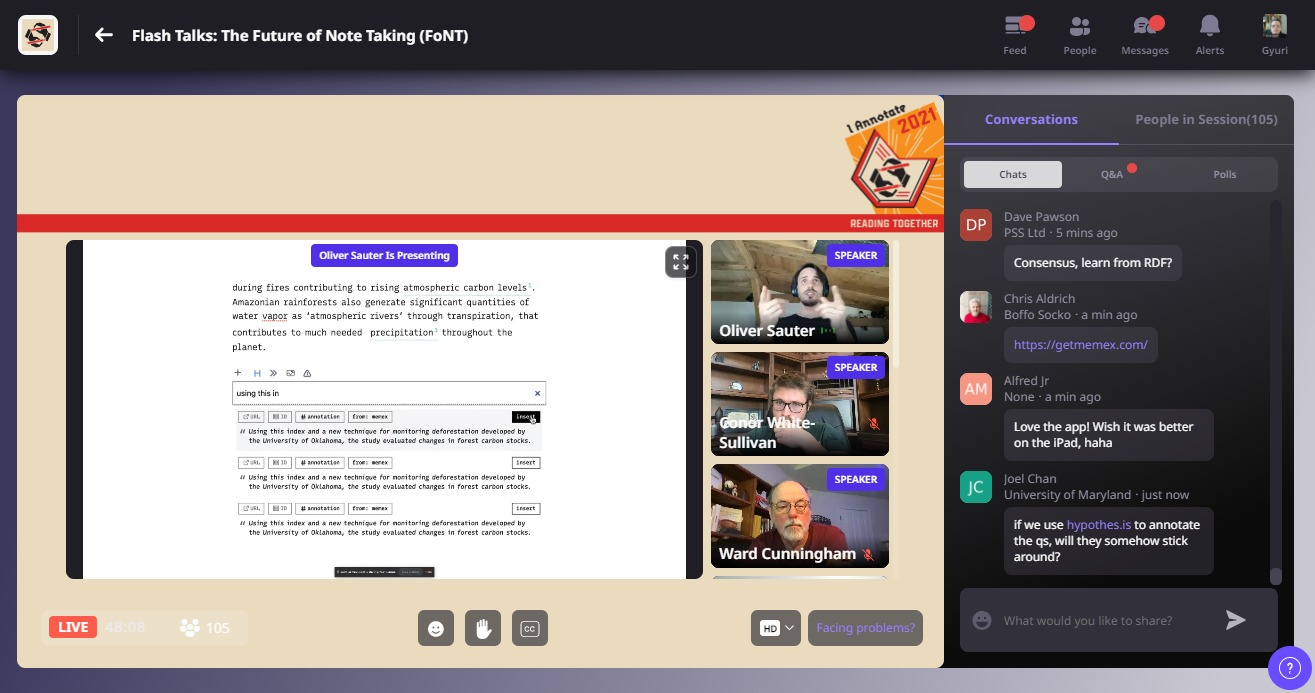 Flash Talks: The Future of Note Taking (FoNT)
Feed
People
Messages
Alerts
Gyuri
I Annotate
2021
READING TOGETHER
Oliver Sauter Is Presenting
during fires contributing to rising atmospheric carbon levels¹.
Amazonian rainforests also generate significant quantities of
water vapor as ‘atmospheric rivers’ through transpiration, that
contributes to much needed precipitation³ throughout the
planet.
using this in
URL ID # annotation from: memex insert
“ Using this index and a new technique for monitoring deforestation developed by
the University of Oklahoma, the study evaluated changes in forest carbon stocks.
URL ID # annotation from: memex insert
“ Using this index and a new technique for monitoring deforestation developed by
the University of Oklahoma, the study evaluated changes in forest carbon stocks.
URL ID # annotation from: memex insert
“ Using this index and a new technique for monitoring deforestation developed by
the University of Oklahoma, the study evaluated changes in forest carbon stocks.
SPEAKER
Oliver Sauter
SPEAKER
Conor White-
Sullivan
SPEAKER
Ward Cunningham
LIVE 48:08 105
CC
HD
Facing problems?
Conversations
People in Session(105)
Chats
Q&A
Polls
DP
Dave Pawson
PSS Ltd · 5 mins ago
Consensus, learn from RDF?
Chris Aldrich
Boffo Socko · a min ago
https://getmemex.com/
AM
Alfred Jr
None · a min ago
Love the app! Wish it was better
on the iPad, haha
JC
Joel Chan
University of Maryland · just now
if we use hypothes.is to annotate
the qs, will they somehow stick
around?
What would you like to share?
?